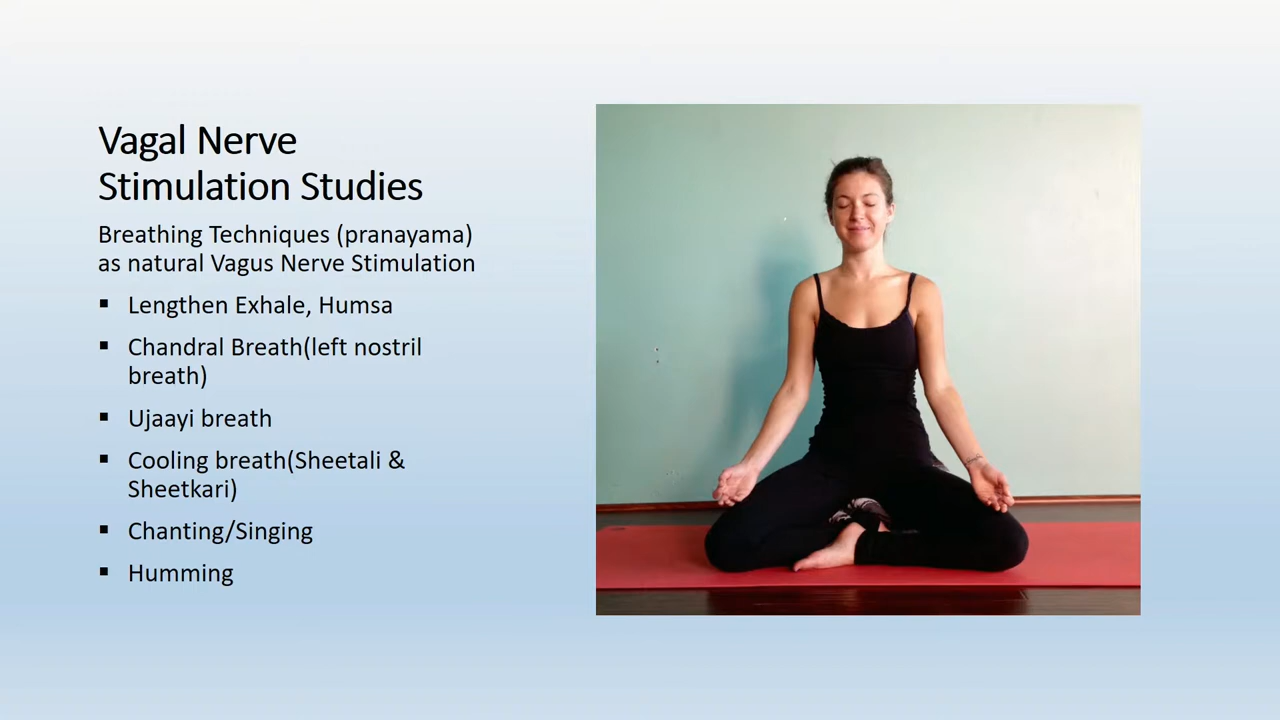 Vagal Nerve
Stimulation Studies
Breathing Techniques (pranayama)
as natural Vagus Nerve Stimulation
▪ Lengthen Exhale, Humsa
▪ Chandral Breath(left nostril
breath)
▪ Ujaayi breath
▪ Cooling breath(Sheetali &
Sheetkari)
▪ Chanting/Singing
▪ Humming